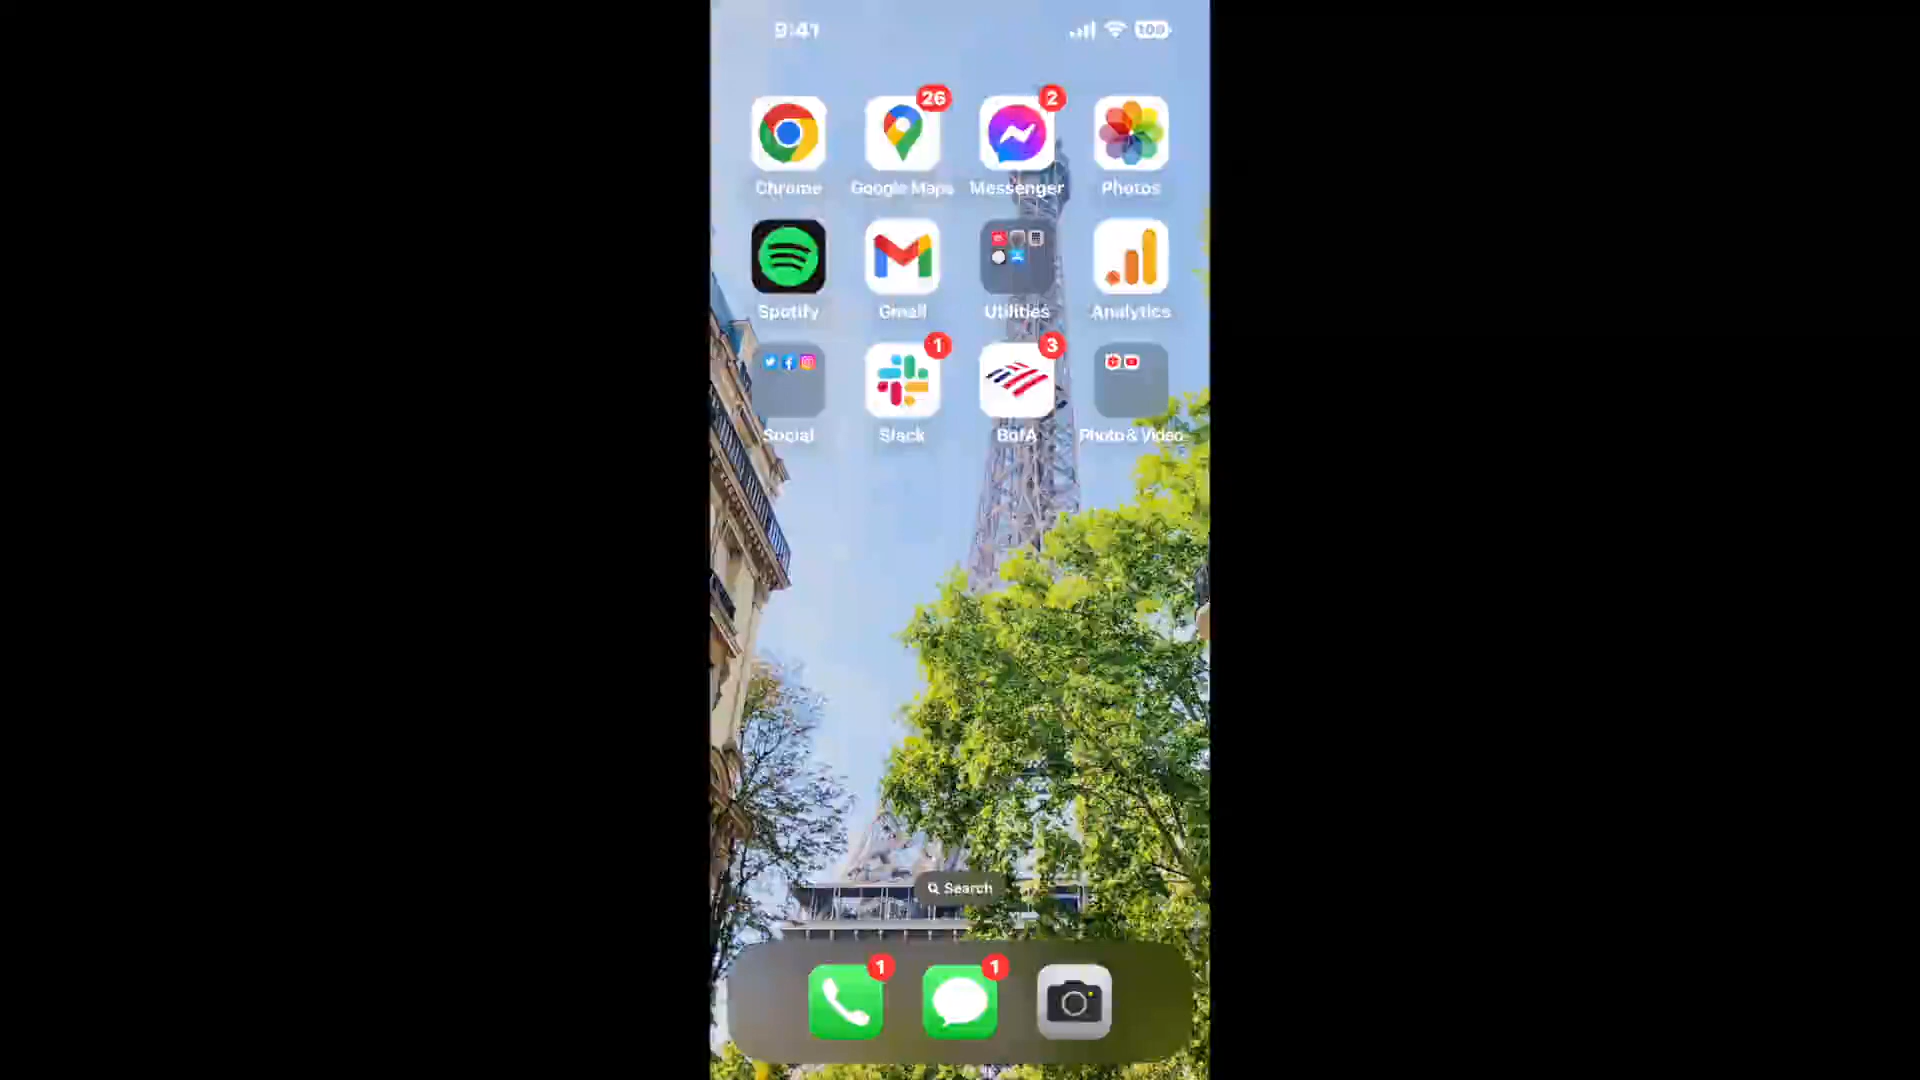 9:41
100
26
2
Chrome
Google Maps
Messenger
Photos
Spotify
Gmail
Utilities
Analytics
1
3
Social
Slack
BofA
Photo & Video
Search
1
1